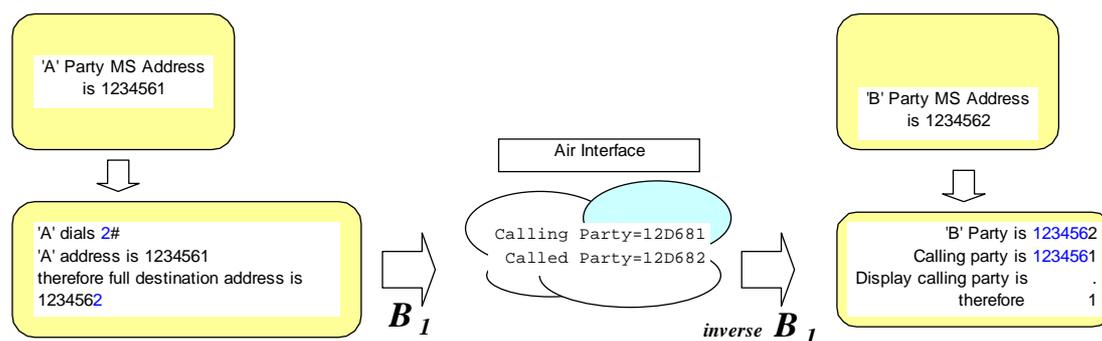 'A' Party MS Address
is 1234561
'B' Party MS Address
is 1234562
Air Interface
'A' dials 2#
'A' address is 1234561
therefore full destination address is
1234562
B 1
Calling Party=12D681
Called Party=12D682
inverse B 1
'B' Party is 1234562
Calling party is 1234561
Display calling party is .
therefore 1